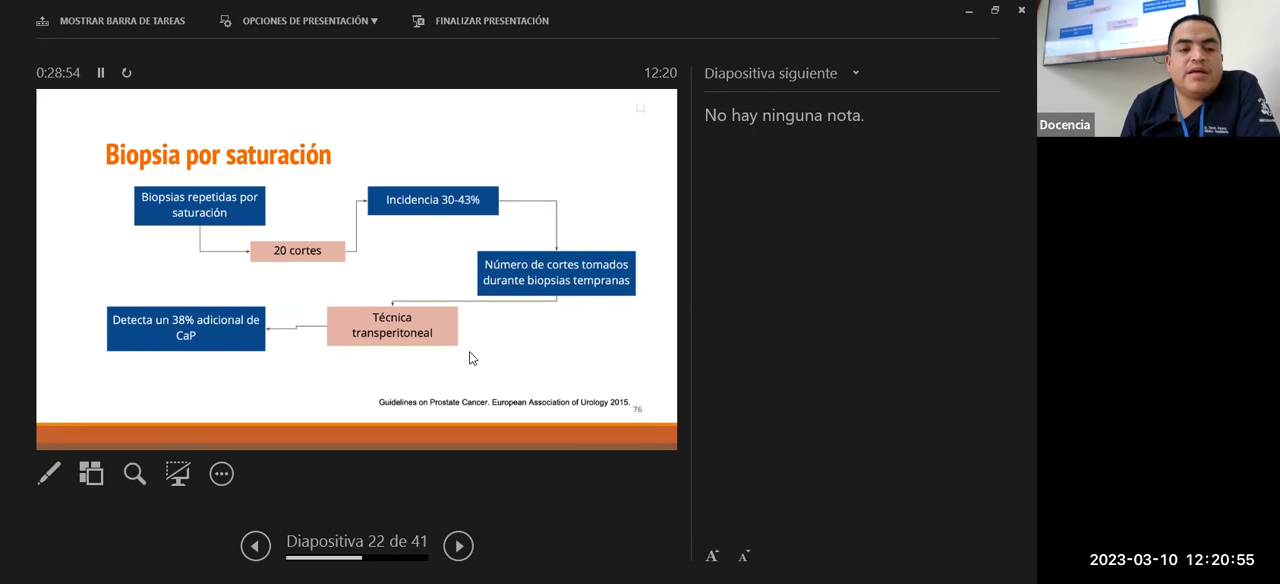 MOSTRAR BARRA DE TAREAS
OPCIONES DE PRESENTACIÓN
FINALIZAR PRESENTACIÓN
0:28:54
12:20
Diapositiva siguiente
No hay ninguna nota.
Docencia
Biopsia por saturación
Biopsias repetidas por
saturación
20 cortes
Incidencia 30-43%
Número de cortes tomados
durante biopsias tempranas
Técnica
transperitoneal
Detecta un 38% adicional de
CaP
Guidelines on Prostate Cancer. European Association of Urology 2015.
76
Diapositiva 22 de 41
A A
2023-03-10 12:20:55